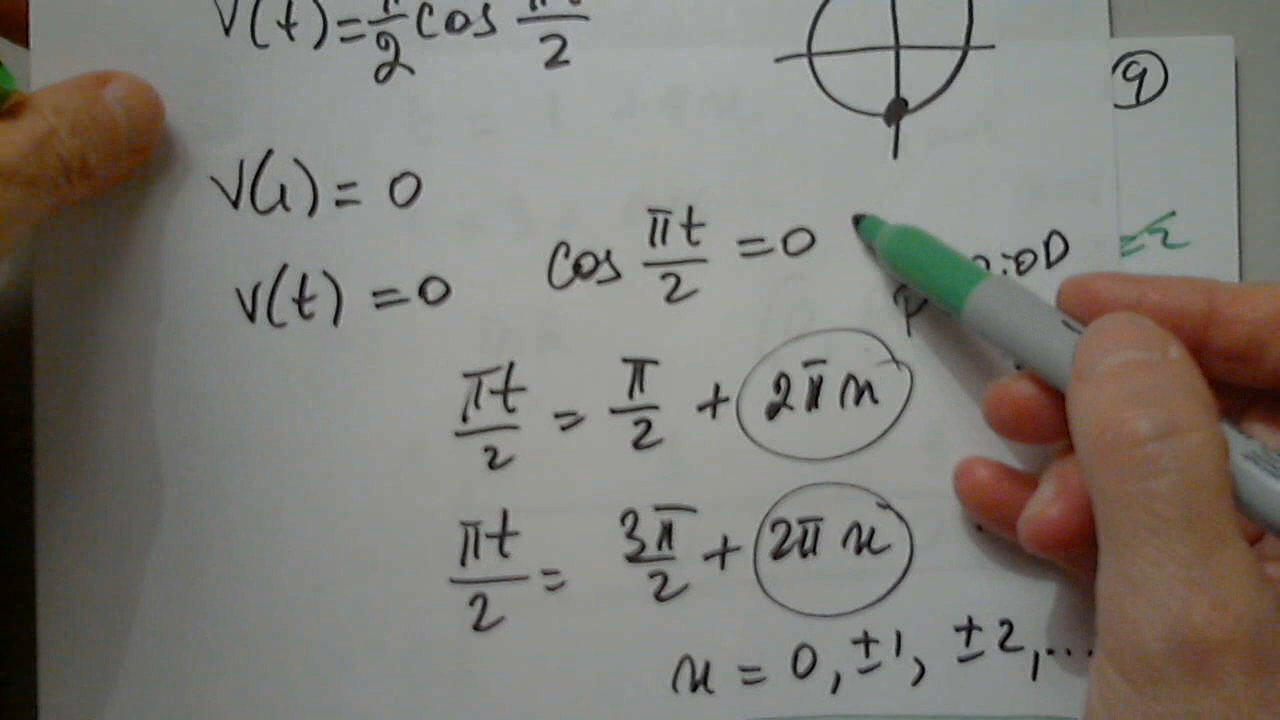 V(t)=π/2 cos πt/2
9
V(1)=0
=2
cos πt/2 =0
V(t)=0
πt/2 = π/2 + 2πn
πt/2 = 3π/2 + 2πn
n = 0, ±1, ±2, ...